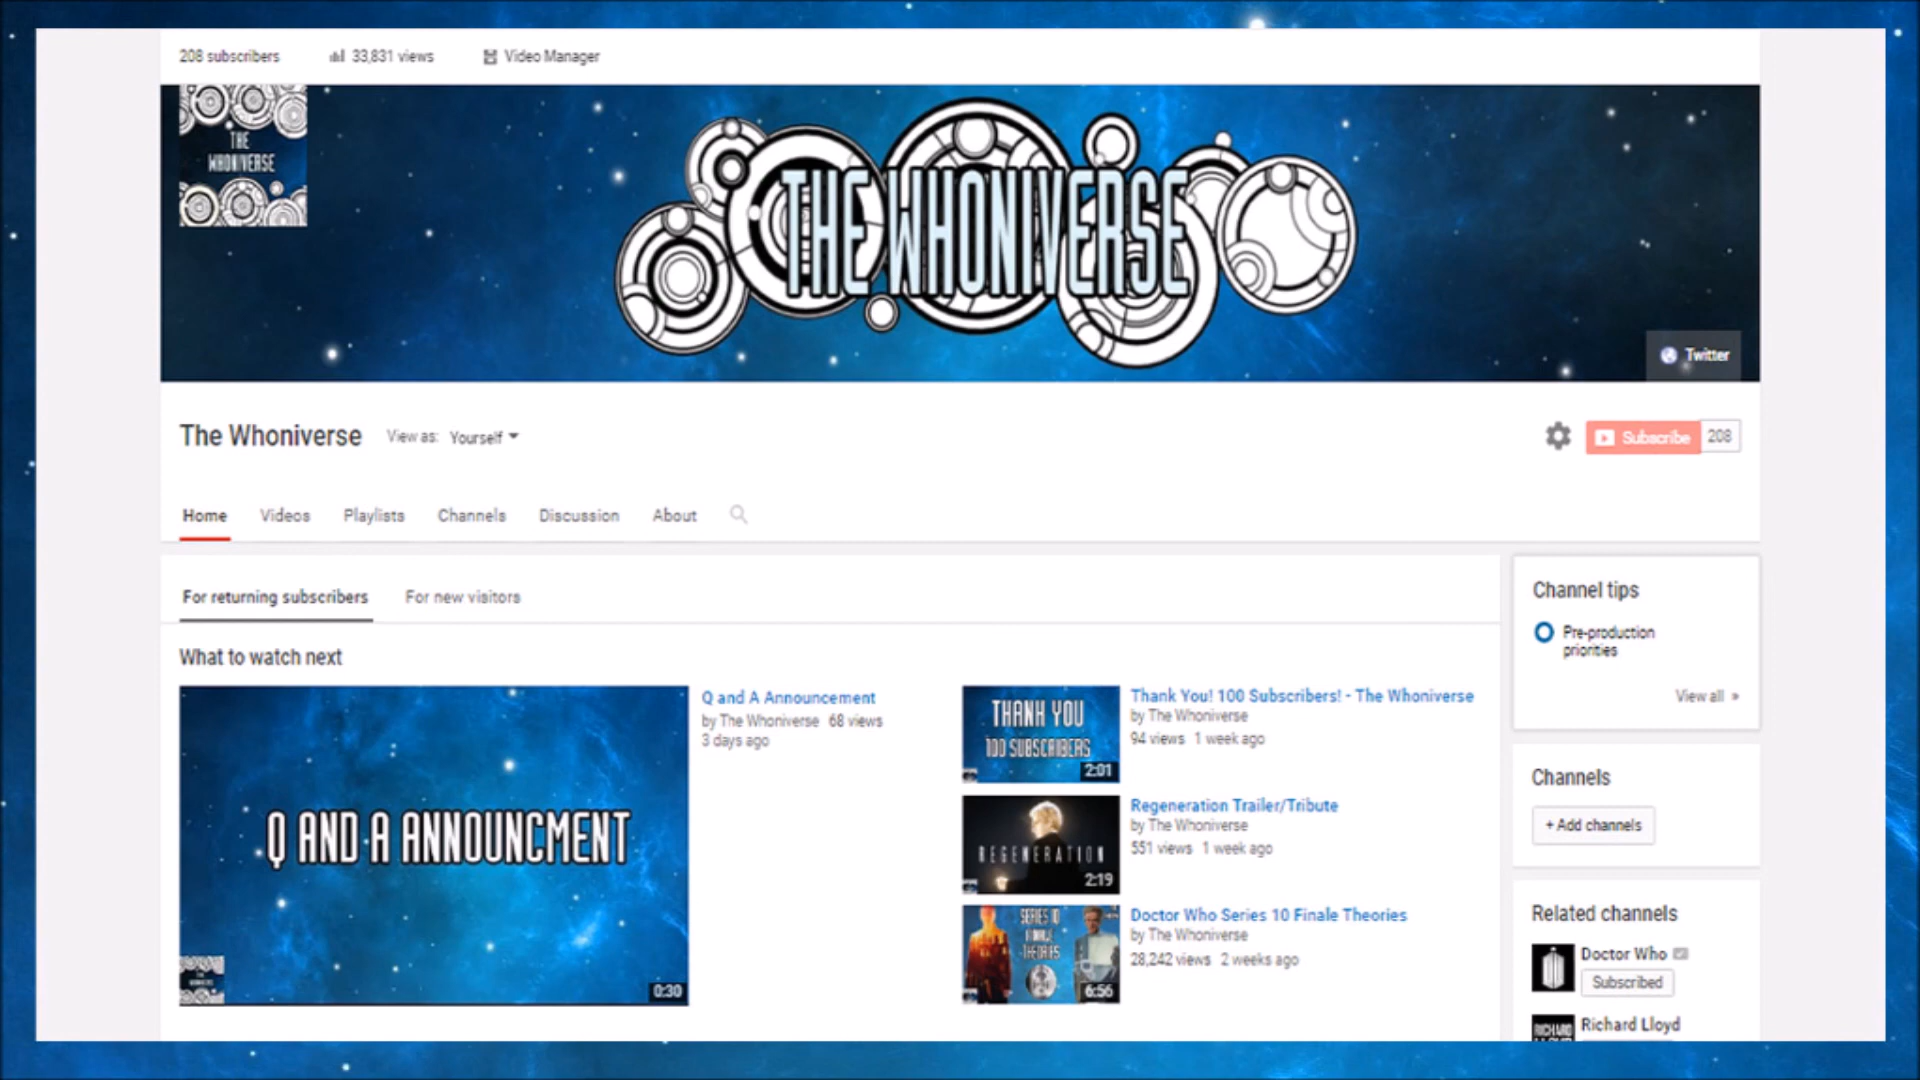 208 subscribers
33,831 views
Video Manager
THE
WHONIVERSE
THE WHONIVERSE
Twitter
The Whoniverse
View as: Yourself
Subscribe 208
Home
Videos
Playlists
Channels
Discussion
About
For returning subscribers
For new visitors
What to watch next
Q AND A ANNOUNCMENT
0:30
Q and A Announcement
by The Whoniverse 68 views
3 days ago
THANK YOU
100 SUBSCRIBERS
2:01
Thank You! 100 Subscribers! - The Whoniverse
by The Whoniverse
94 views 1 week ago
REGENERATION
2:19
Regeneration Trailer/Tribute
by The Whoniverse
551 views 1 week ago
SERIES 10
FINALE
THEORIES
6:56
Doctor Who Series 10 Finale Theories
by The Whoniverse
28,242 views 2 weeks ago
Channel tips
Pre-production
priorities
View all »
Channels
+ Add channels
Related channels
Doctor Who
Subscribed
RICHARD
Richard Lloyd